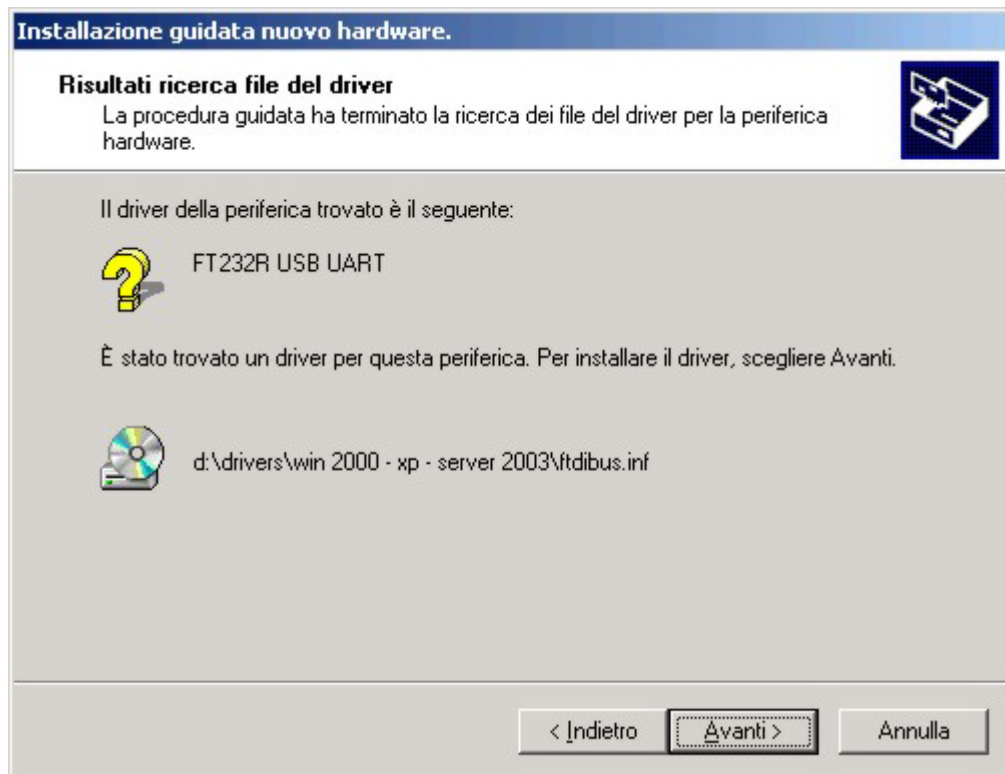 Installazione guidata nuovo hardware.
Risultati ricerca file del driver
La procedura guidata ha terminato la ricerca dei file del driver per la periferica
hardware.
Il driver della periferica trovato è il seguente:
FT232R USB UART
È stato trovato un driver per questa periferica. Per installare il driver, scegliere Avanti.
d:\drivers\win 2000 - xp - server 2003\ftdibus.inf
< Indietro
Avanti >
Annulla